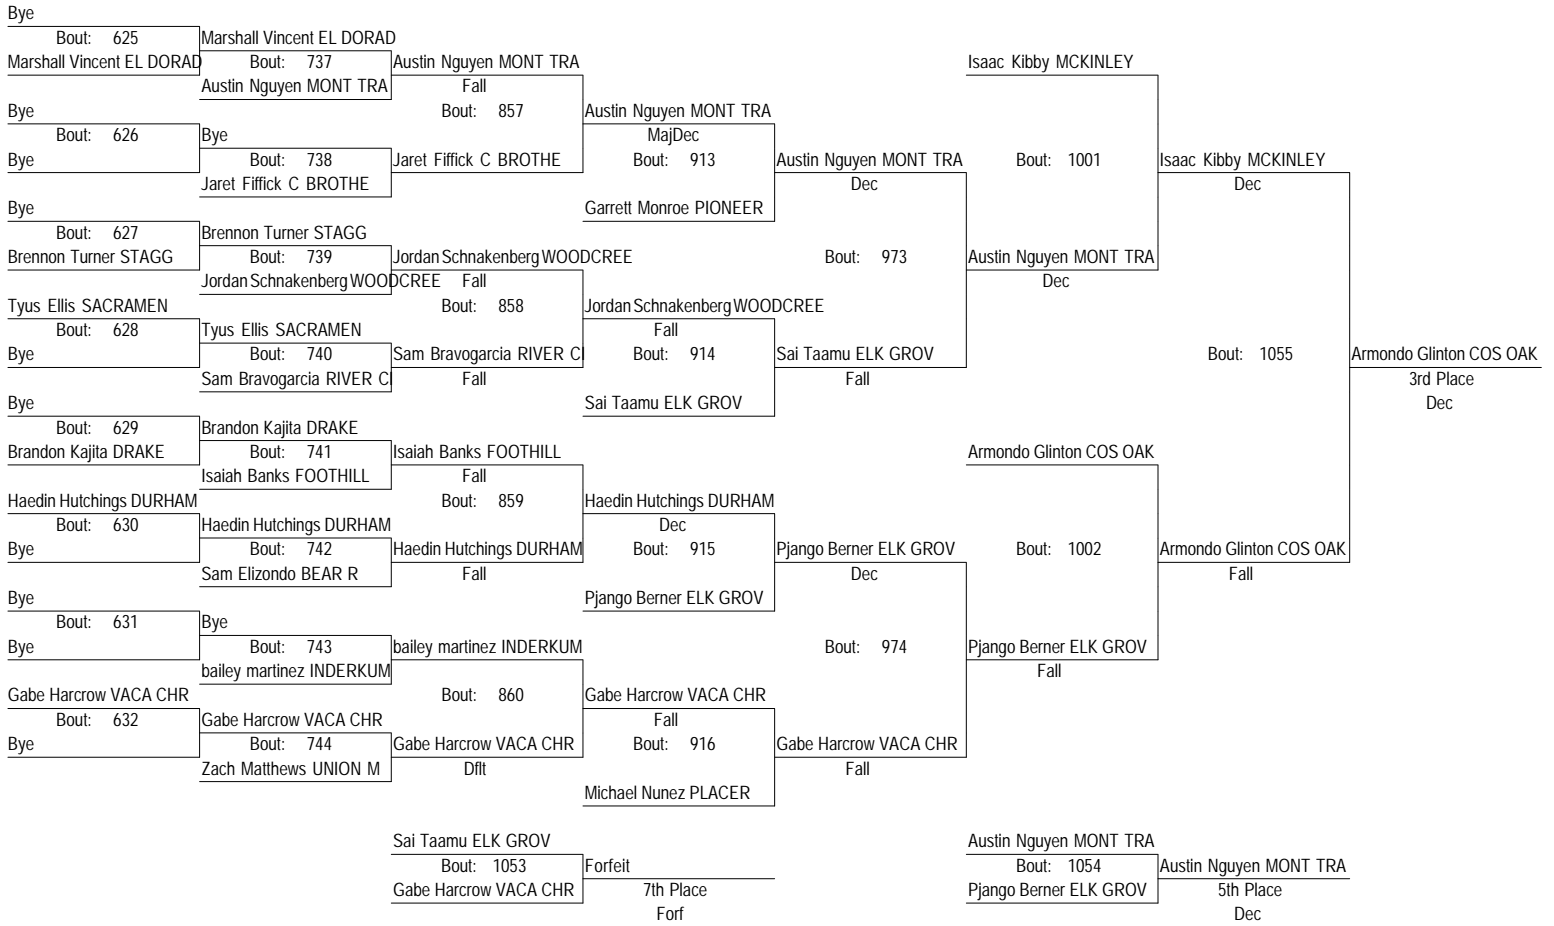 Bye
Bout: 625 Marshall Vincent EL DORAD
Marshall Vincent EL DORAD Bout: 737 Austin Nguyen MONT TRA Isaac Kibby MCKINLEY
Austin Nguyen MONT TRA Fall
Bye Bout: 857 Austin Nguyen MONT TRA
Bout: 626 Bye MajDec
Bye Bout: 738 Jaret Fiffick C BROTHE Bout: 913 Austin Nguyen MONT TRA Bout: 1001 Isaac Kibby MCKINLEY
Jaret Fiffick C BROTHE Dec Dec
Bye Garrett Monroe PIONEER
Bout: 627 Brennon Turner STAGG
Brennon Turner STAGG Bout: 739 Jordan Schnakenberg WOODCREE Bout: 973 Austin Nguyen MONT TRA
Jordan Schnakenberg WOODCREE Fall Dec
Tyus Ellis SACRAMEN Bout: 858 Jordan Schnakenberg WOODCREE
Bout: 628 Tyus Ellis SACRAMEN Fall
Bye Bout: 740 Sam Bravogarcia RIVER CI Bout: 914 Sai Taamu ELK GROV Bout: 1055 Armondo Glinton COS OAK
Sam Bravogarcia RIVER CI Fall Fall 3rd Place
Bye Sai Taamu ELK GROV Dec
Bout: 629 Brandon Kajita DRAKE
Brandon Kajita DRAKE Bout: 741 Isaiah Banks FOOTHILL Armondo Glinton COS OAK
Isaiah Banks FOOTHILL Fall
Haedin Hutchings DURHAM Bout: 859 Haedin Hutchings DURHAM
Bout: 630 Haedin Hutchings DURHAM Dec
Bye Bout: 742 Haedin Hutchings DURHAM Bout: 915 Pjango Berner ELK GROV Bout: 1002 Armondo Glinton COS OAK
Sam Elizondo BEAR R Fall Dec Fall
Bye Pjango Berner ELK GROV
Bout: 631 Bye
Bye Bout: 743 bailey martinez INDERKUM Bout: 974 Pjango Berner ELK GROV
bailey martinez INDERKUM Fall
Gabe Harcrow VACA CHR Bout: 860 Gabe Harcrow VACA CHR
Bout: 632 Gabe Harcrow VACA CHR Fall
Bye Bout: 744 Gabe Harcrow VACA CHR Bout: 916 Gabe Harcrow VACA CHR
Zach Matthews UNION M Dflt Fall
Michael Nunez PLACER
Sai Taamu ELK GROV Austin Nguyen MONT TRA
Bout: 1053 Forfeit Bout: 1054 Austin Nguyen MONT TRA
Gabe Harcrow VACA CHR 7th Place Pjango Berner ELK GROV 5th Place
Forf Dec